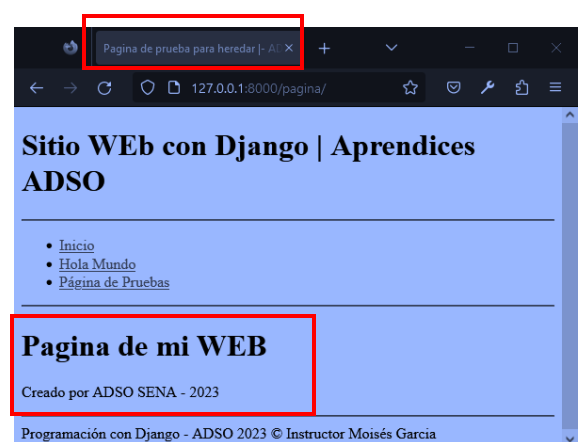 Pagina de prueba para heredar |- AD
127.0.0.1:8000/pagina/
Sitio WEb con Django | Aprendices
ADSO
Inicio
Hola Mundo
Página de Pruebas
Pagina de mi WEB
Creado por ADSO SENA - 2023
Programación con Django - ADSO 2023 © Instructor Moisés Garcia